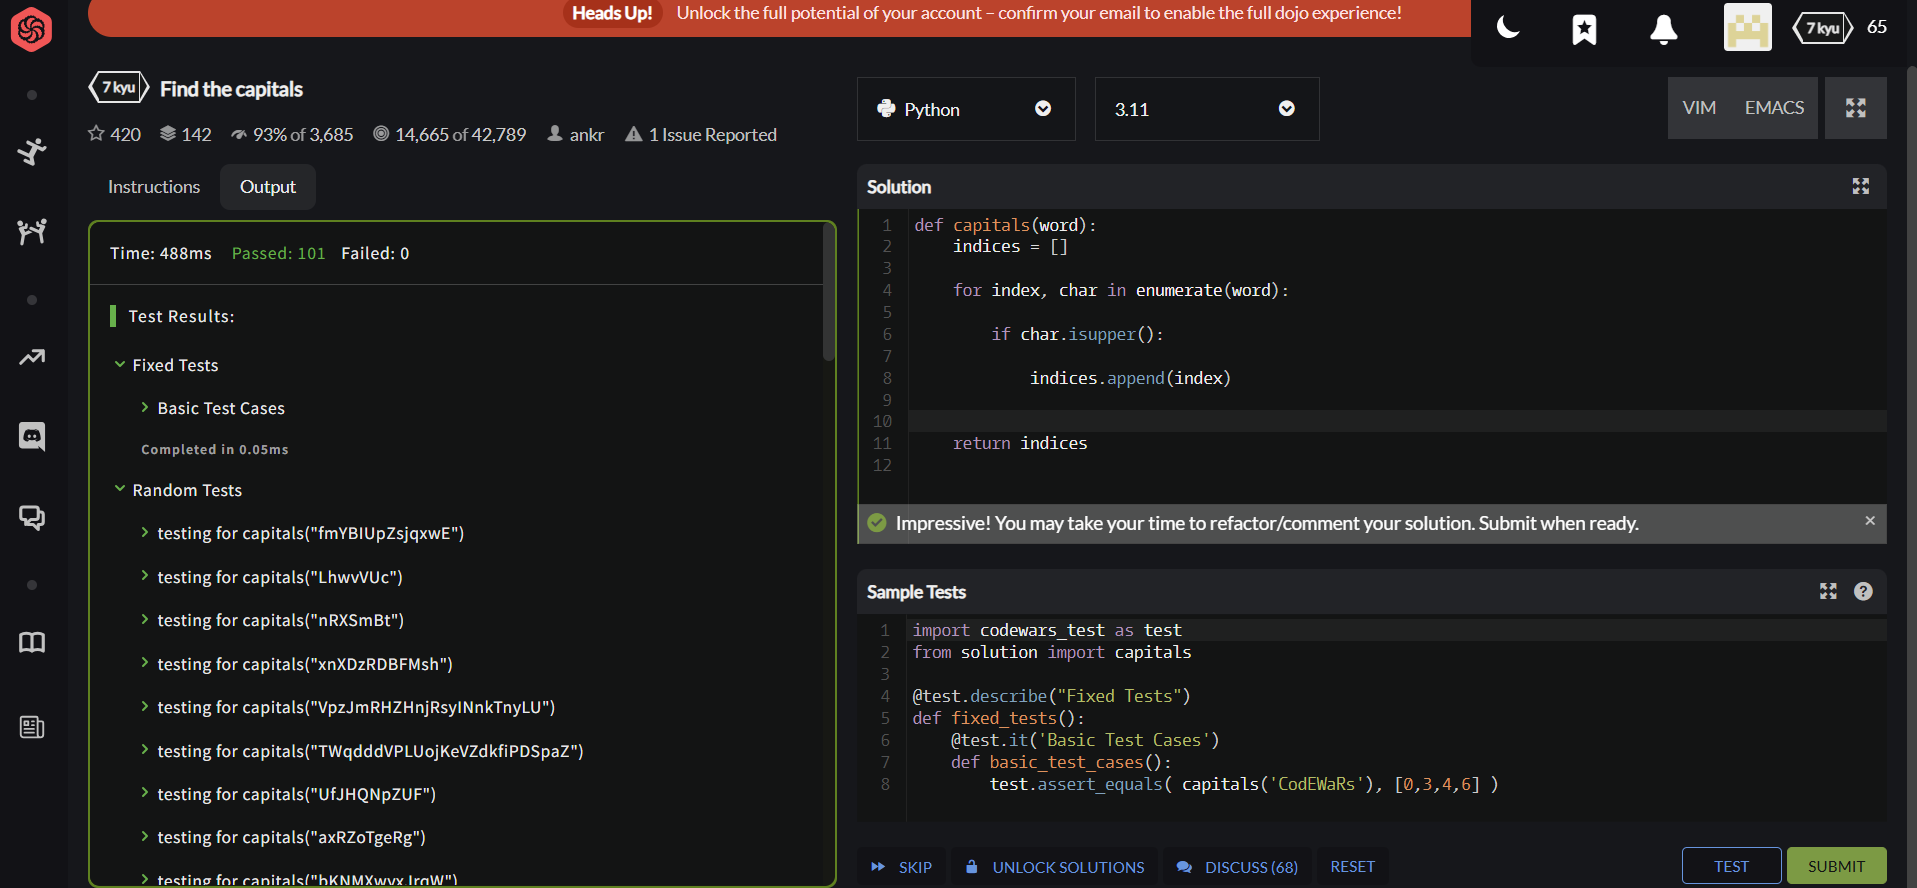 Heads Up! Unlock the full potential of your account – confirm your email to enable the full dojo experience!
7 kyu 65
7 kyu Find the capitals
420 142 93% of 3,685 14,665 of 42,789 ankr 1 Issue Reported
Instructions Output
Time: 488ms Passed: 101 Failed: 0
Test Results:
Fixed Tests
Basic Test Cases
Completed in 0.05ms
Random Tests
testing for capitals("fmYBIUpZsjqxwE")
testing for capitals("LhwvVUc")
testing for capitals("nRXSmBt")
testing for capitals("xnXDzRDBFMsh")
testing for capitals("VpzJmRHZHnjRsyINnkTnyLU")
testing for capitals("TWqdddVPLUojKeVZdkfiPDSpaZ")
testing for capitals("UfJHQNpZUF")
testing for capitals("axRZoTgeRg")
testing for capitals("bKNMXwvxJrqW")
Python 3.11 VIM EMACS
Solution
1 def capitals(word):
2 indices = []
3
4 for index, char in enumerate(word):
5
6 if char.isupper():
7
8 indices.append(index)
9
10
11 return indices
12
Impressive! You may take your time to refactor/comment your solution. Submit when ready. ×
Sample Tests ?
1 import codewars_test as test
2 from solution import capitals
3
4 @test.describe("Fixed Tests")
5 def fixed_tests():
6 @test.it('Basic Test Cases')
7 def basic_test_cases():
8 test.assert_equals( capitals('CodEWaRs'), [0,3,4,6] )
SKIP UNLOCK SOLUTIONS DISCUSS (68) RESET TEST SUBMIT